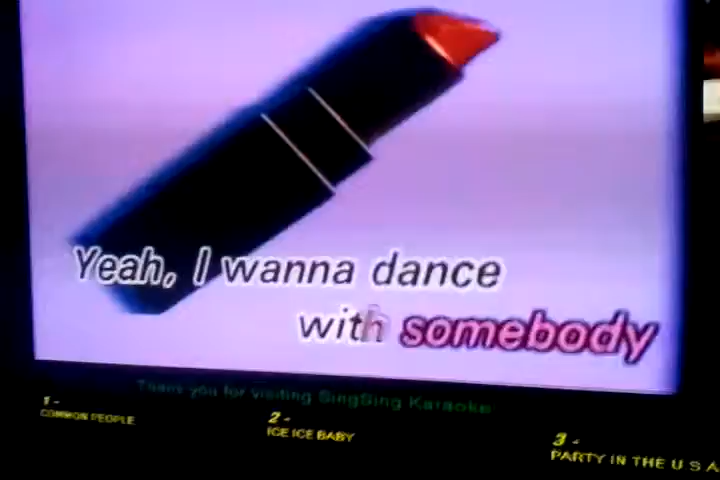 Yeah, I wanna dance
with somebody
Thank you for visiting SingSing Karaoke
1-
COMMON PEOPLE
2-
ICE ICE BABY
3-
PARTY IN THE U S A